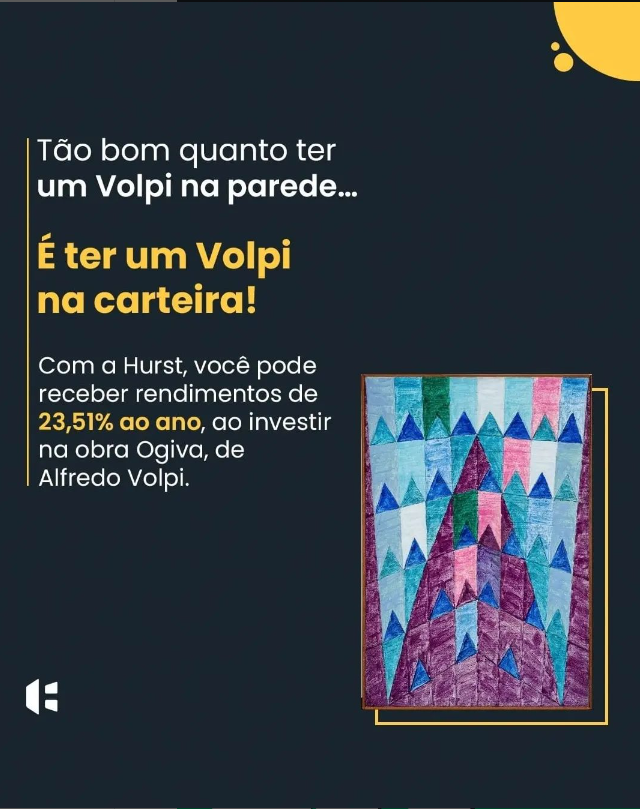 Tão bom quanto ter
um Volpi na parede...
É ter um Volpi
na carteira!
Com a Hurst, você pode
receber rendimentos de
23,51% ao ano, ao investir
na obra Ogiva, de
Alfredo Volpi.